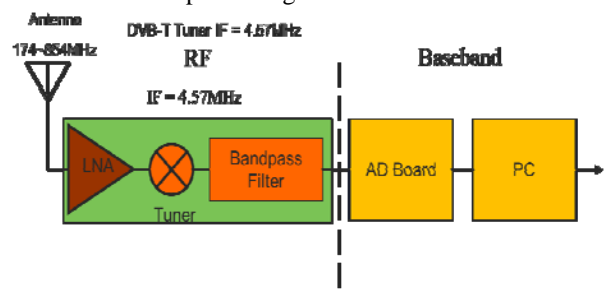 Antenna
174~854MHz
DVB-T Tuner IF = 4.57MHz
RF
Baseband
IF = 4.57MHz
LNA
Tuner
Bandpass
Filter
AD Board
PC